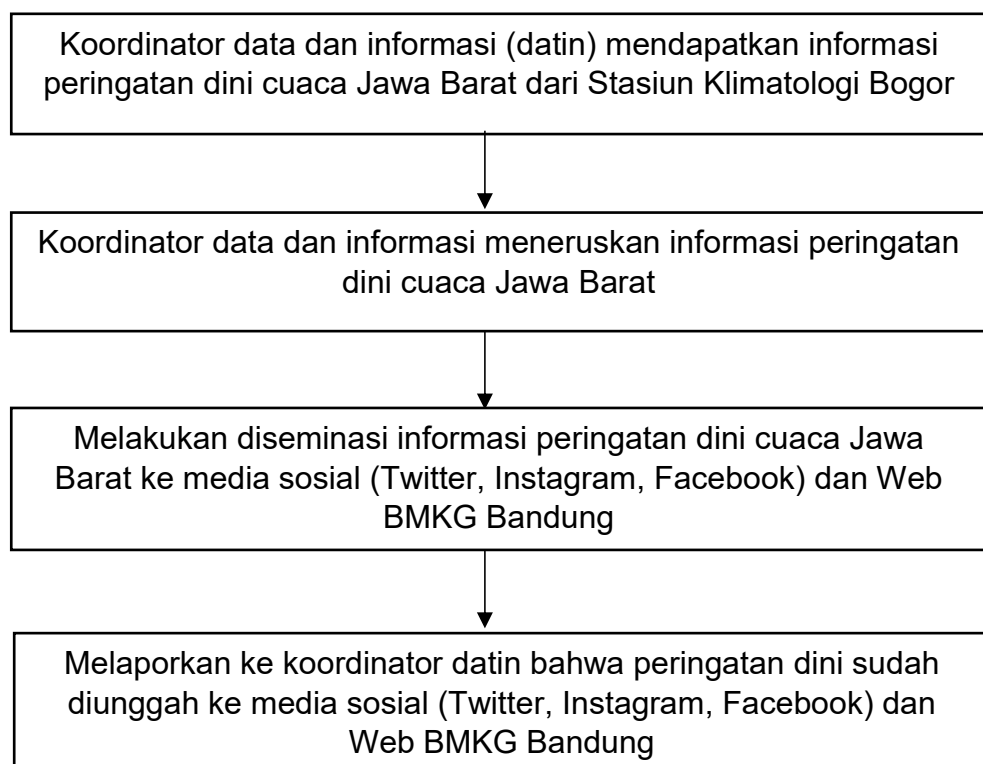 Koordinator data dan informasi (datin) mendapatkan informasi
peringatan dini cuaca Jawa Barat dari Stasiun Klimatologi Bogor
Koordinator data dan informasi meneruskan informasi peringatan
dini cuaca Jawa Barat
Melakukan diseminasi informasi peringatan dini cuaca Jawa
Barat ke media sosial (Twitter, Instagram, Facebook) dan Web
BMKG Bandung
Melaporkan ke koordinator datin bahwa peringatan dini sudah
diunggah ke media sosial (Twitter, Instagram, Facebook) dan
Web BMKG Bandung